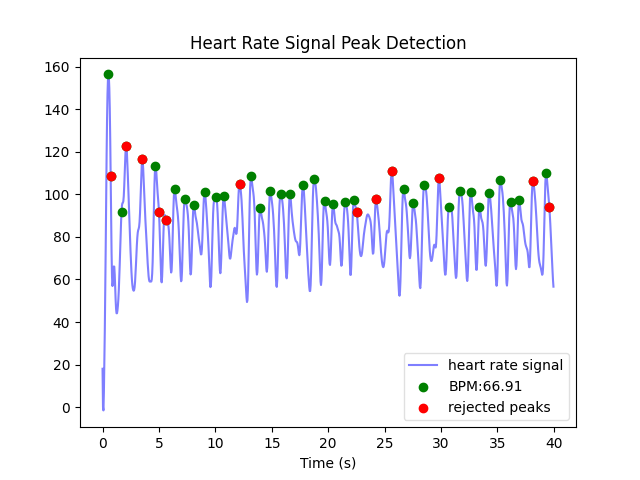 Heart Rate Signal Peak Detection
160
140
120
100
80
60
40
20
0
heart rate signal
BPM:66.91
rejected peaks
0 5 10 15 20 25 30 35 40
Time (s)